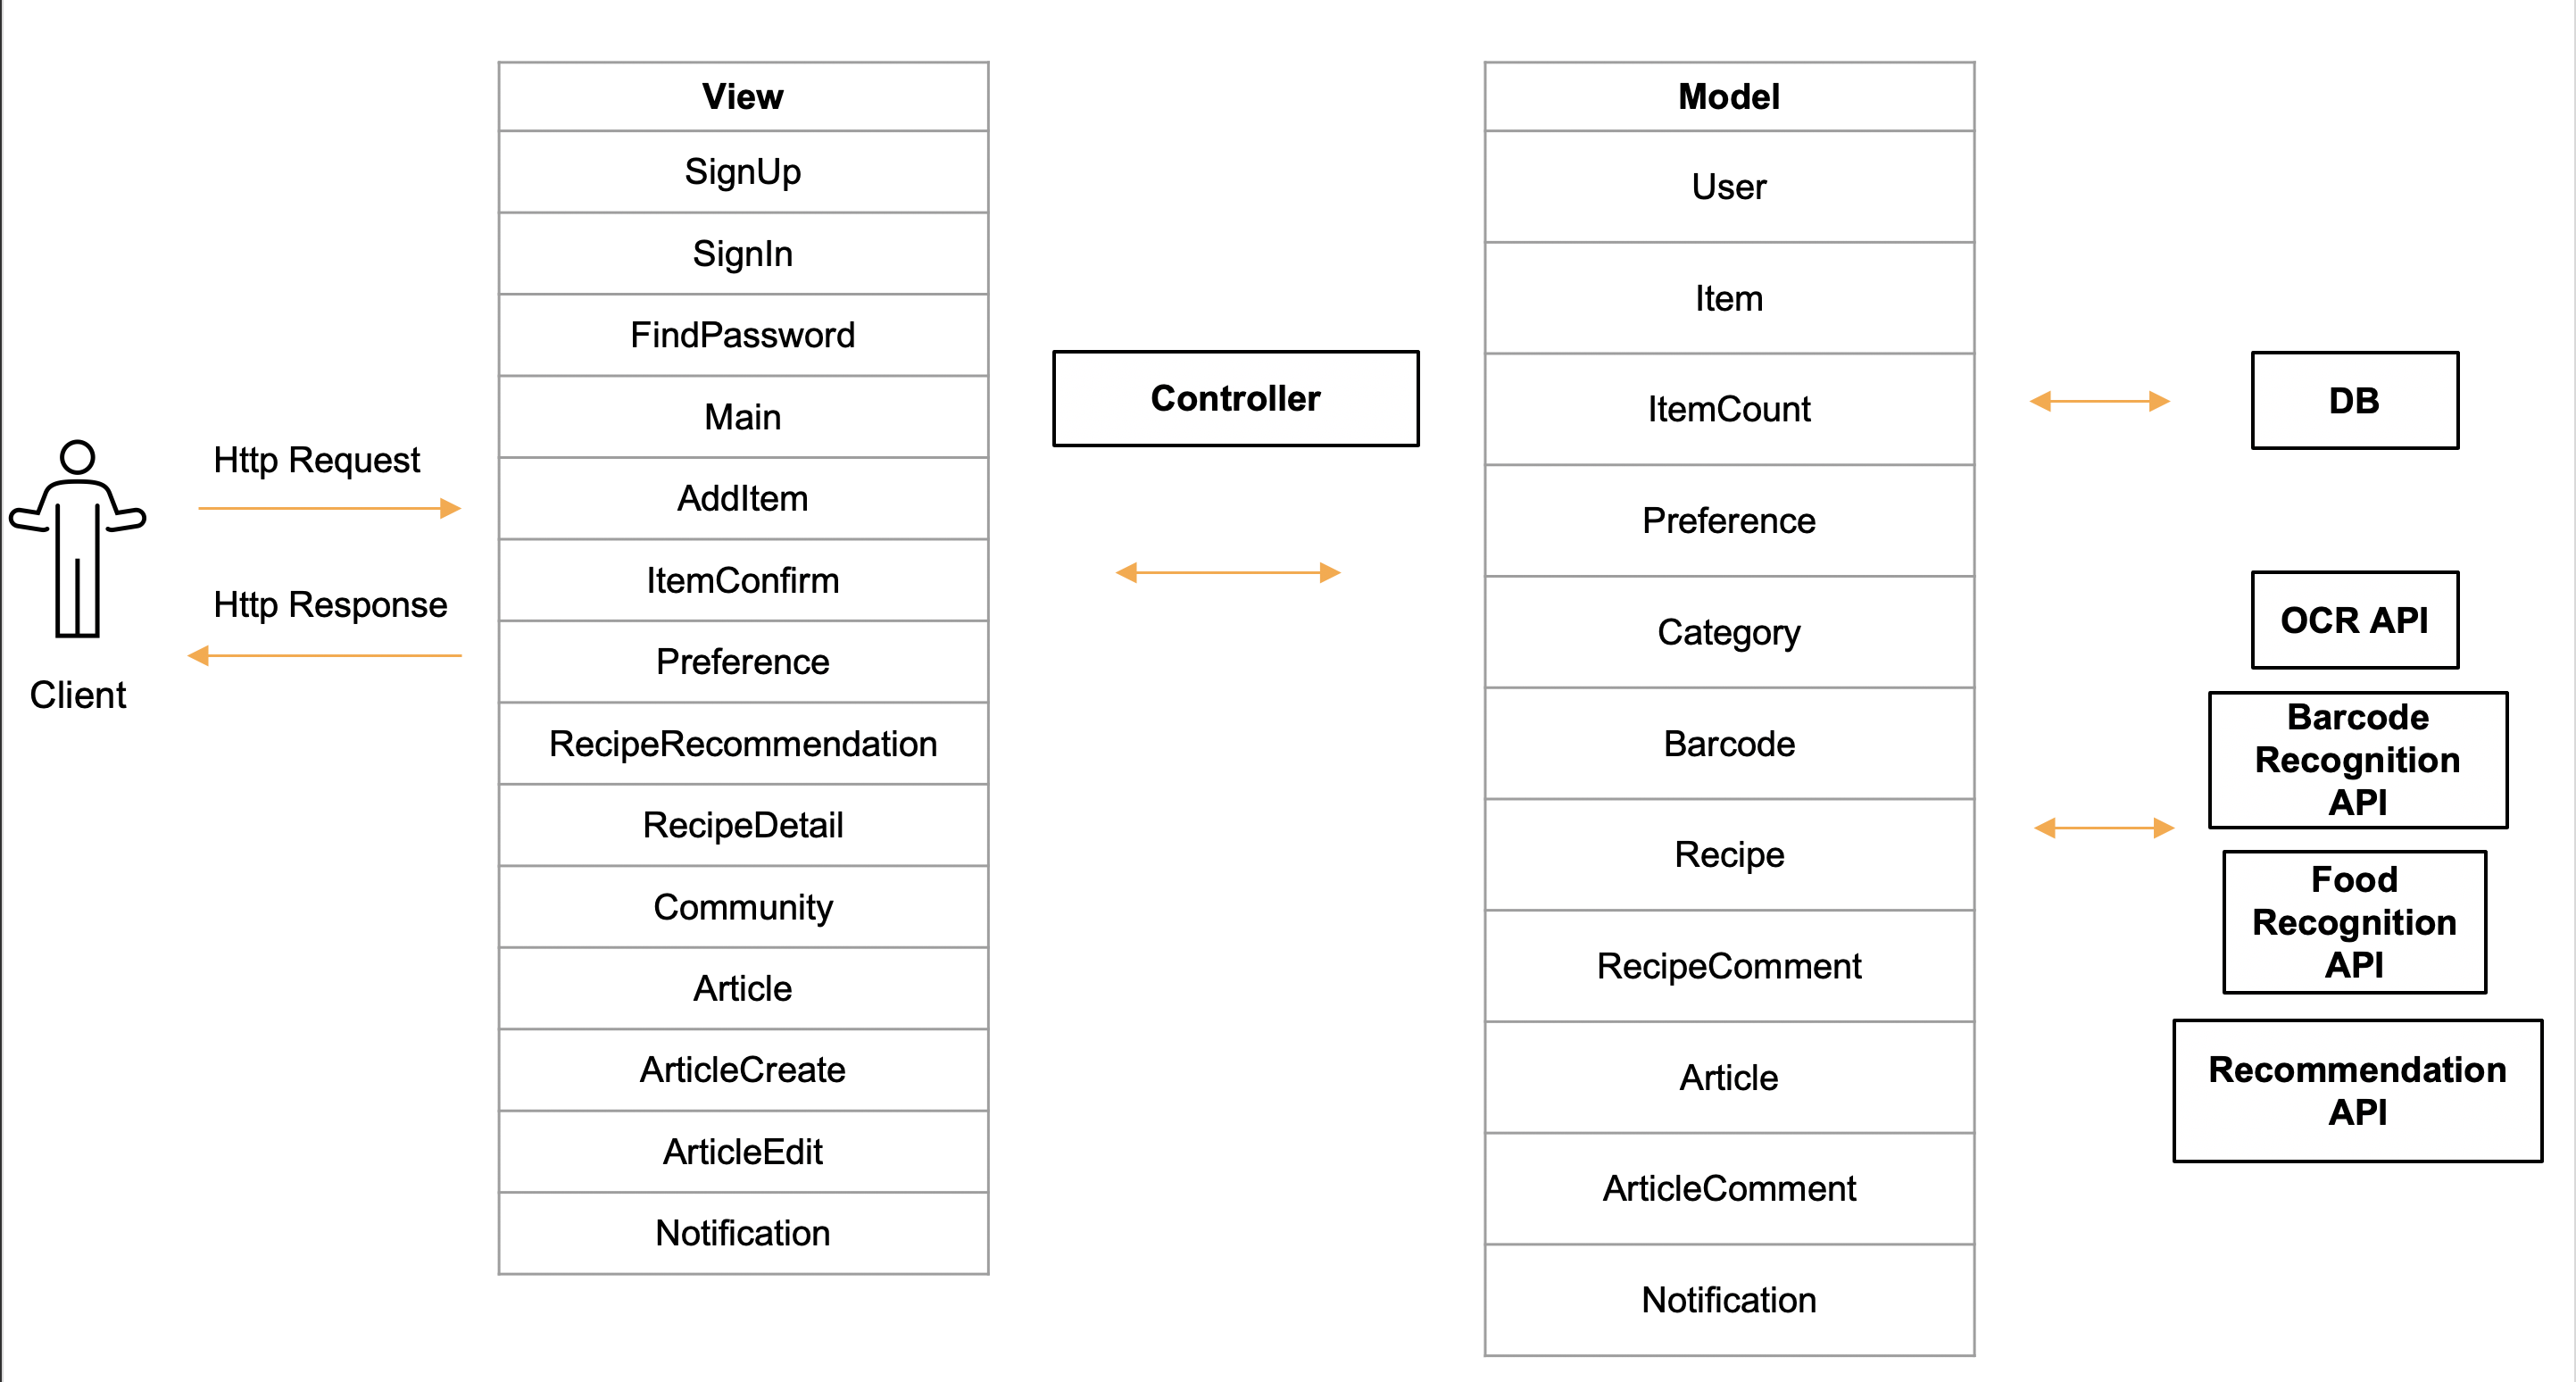 Http Request
Http Response
Client
View
SignUp
SignIn
FindPassword
Main
AddItem
ItemConfirm
Preference
RecipeRecommendation
RecipeDetail
Community
Article
ArticleCreate
ArticleEdit
Notification
Controller
Model
User
Item
ItemCount
Preference
Category
Barcode
Recipe
RecipeComment
Article
ArticleComment
Notification
DB
OCR API
Barcode
Recognition
API
Food
Recognition
API
Recommendation
API